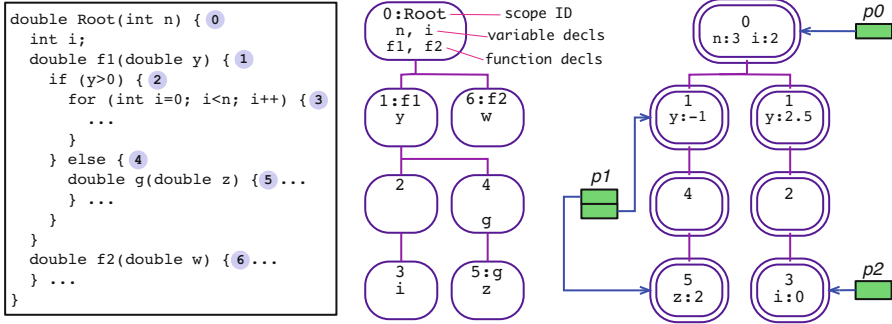 double Root(int n) { 0
int i;
double f1(double y) { 1
if (y>0) { 2
for (int i=0; i<n; i++) { 3
...
}
} else { 4
double g(double z) { 5 ...
} ...
}
}
double f2(double w) { 6 ...
} ...
}
0:Root
n, i
f1, f2
scope ID
variable decls
function decls
1:f1
y
6:f2
w
2
4
g
3
i
5:g
z
0
n:3 i:2
p0
1
y:-1
1
y:2.5
p1
4
2
5
z:2
3
i:0
p2